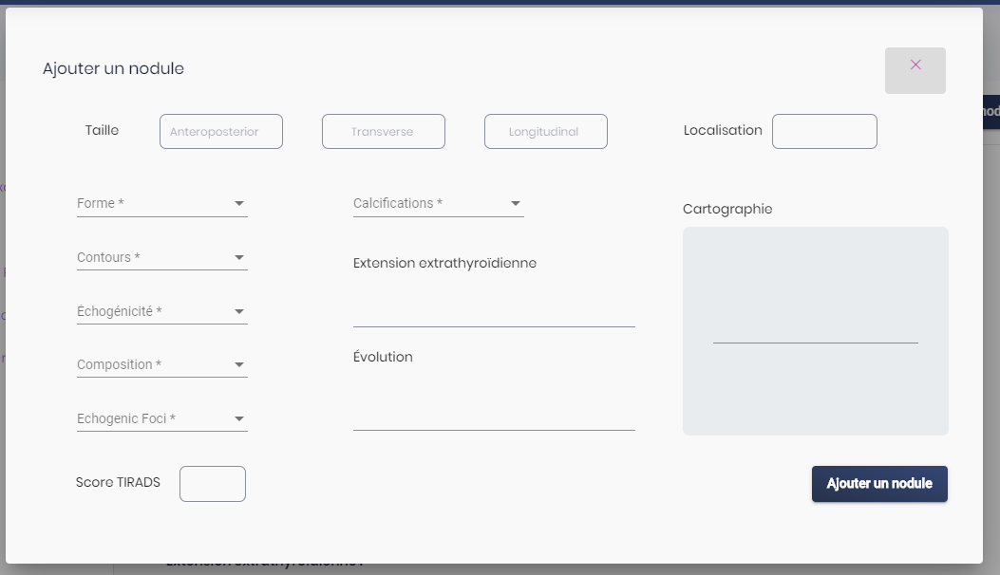 Ajouter un nodule
Taille
Anteroposterior
Transverse
Longitudinal
Localisation
Forme *
Calcifications *
Cartographie
Contours *
Extension extrathyroïdienne
Échogénicité *
Évolution
Composition *
Echogenic Foci *
Score TIRADS
Ajouter un nodule